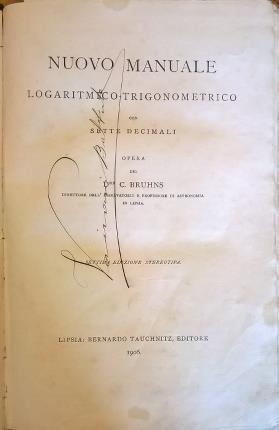 NUOVO MANUALE
LOGARITMICO-TRIGONOMETRICO
CON
SETTE DECIMALI
OPERA
DEL
C. BRUHNS
DIRETTORE DELL' OSSERVATORIO E PROFESSORE DI ASTRONOMIA
IN LIPSIA.
SETTIMA EDIZIONE STEREOTIPA.
LIPSIA: BERNARDO TAUCHNITZ, EDITORE
1906.